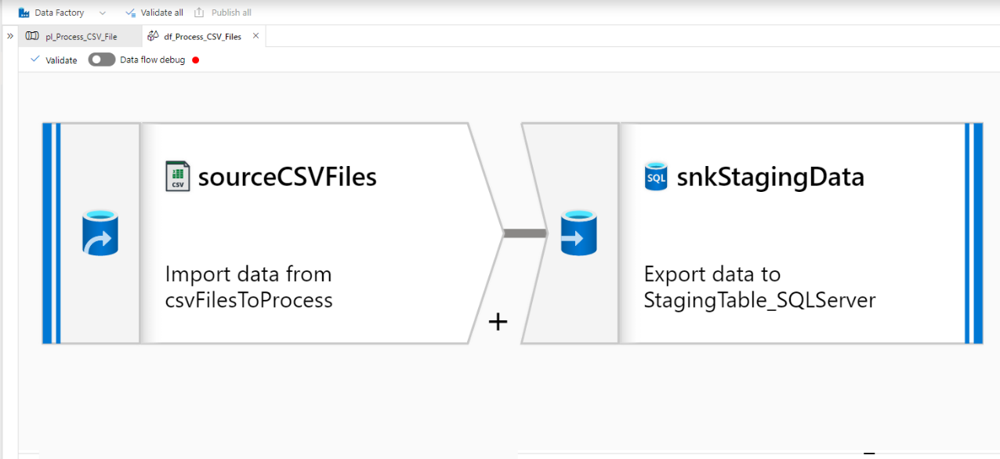 Data Factory
Validate all
Publish all
pl_Process_CSV_File
df_Process_CSV_Files
Validate
Data flow debug
CSV
sourceCSVFiles
Import data from
csvFilesToProcess
SQL
snkStagingData
Export data to
StagingTable_SQLServer